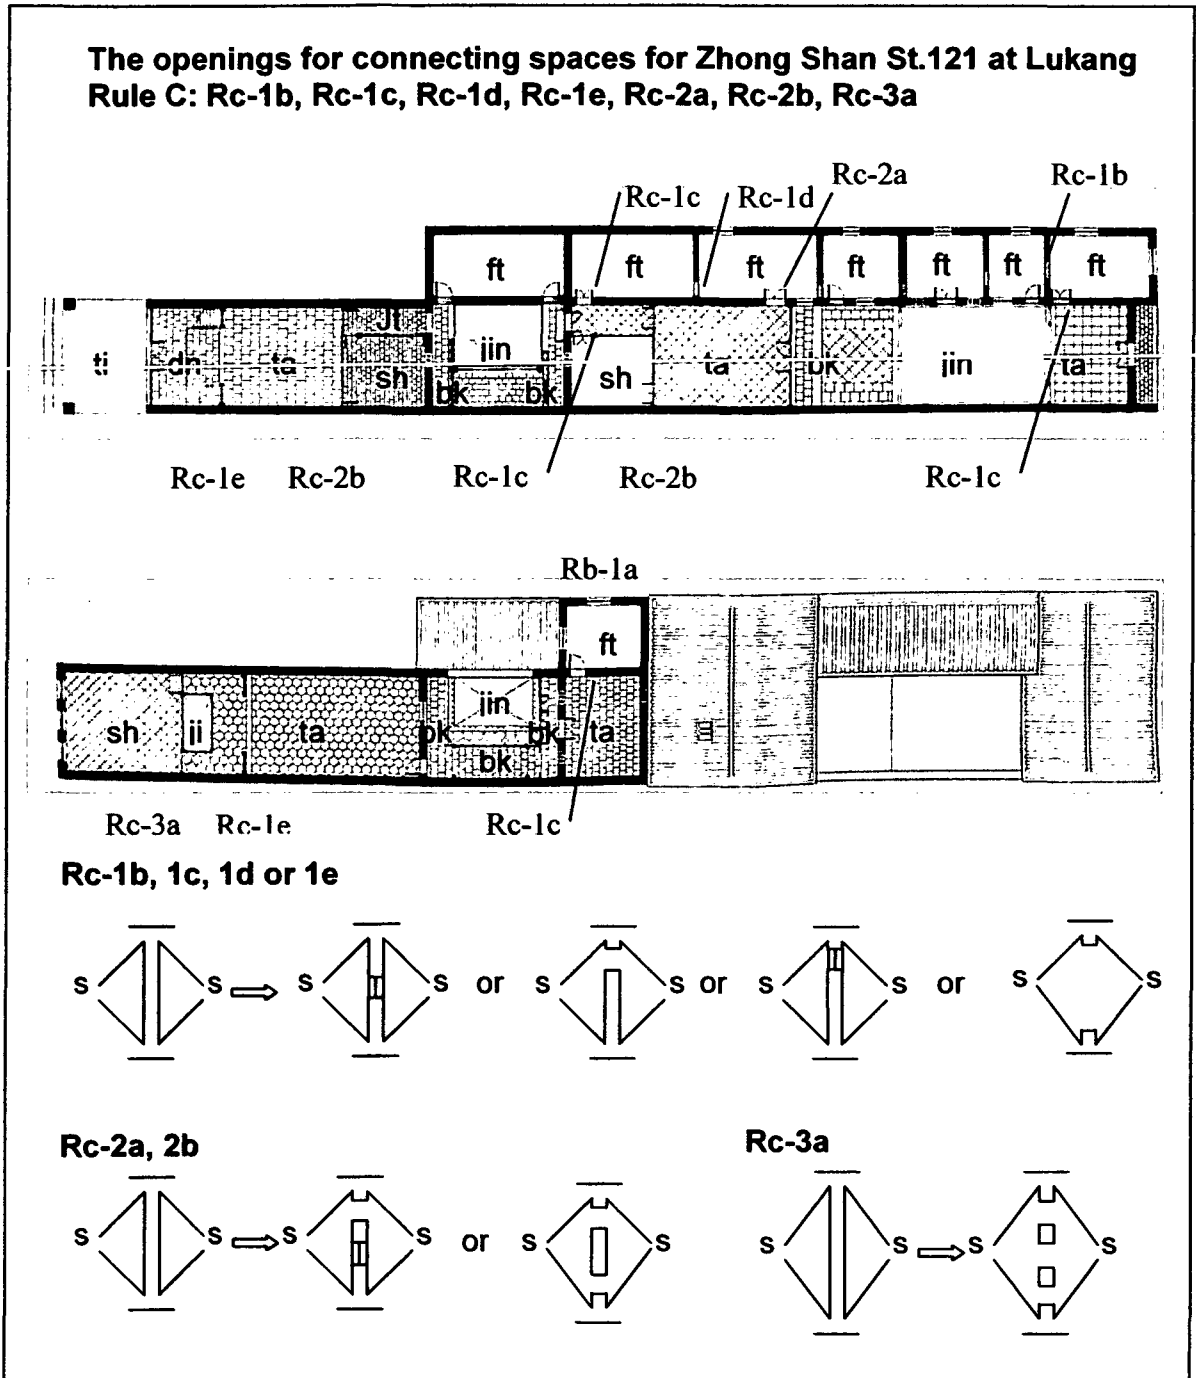 The openings for connecting spaces for Zhong Shan St.121 at Lukang
Rule C: Rc-1b, Rc-1c, Rc-1d, Rc-1e, Rc-2a, Rc-2b, Rc-3a
Rc-1c Rc-1d Rc-2a Rc-1b
ft ft ft ft ft ft ft
ti dn ta Jt sh bk jin bk sh ta bk jin ta
Rc-1e Rc-2b Rc-1c Rc-2b Rc-1c
Rb-1a
ft
sh ji ta bk jin bk bk ta
Rc-3a Rc-1e Rc-1c
Rc-1b, 1c, 1d or 1e
S S S S or S S or S S or S S
Rc-2a, 2b Rc-3a
S S S S or S S S S S S